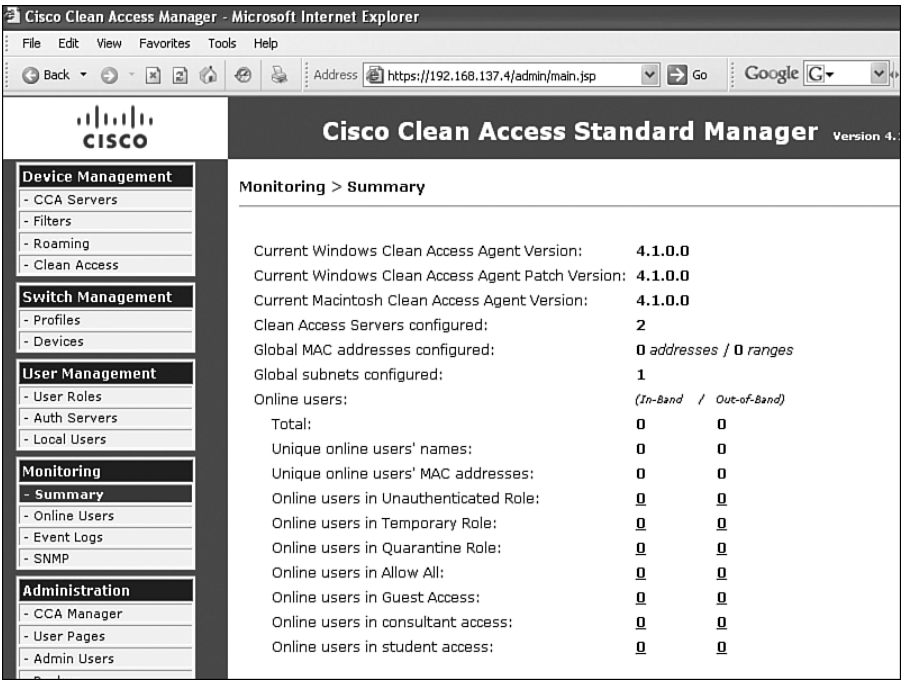 Cisco Clean Access Manager - Microsoft Internet Explorer
File Edit View Favorites Tools Help
Back Address https://192.168.137.4/admin/main.jsp Go Google G
CISCO
Cisco Clean Access Standard Manager Version 4.
Device Management
- CCA Servers
- Filters
- Roaming
- Clean Access
Switch Management
- Profiles
- Devices
User Management
- User Roles
- Auth Servers
- Local Users
Monitoring
- Summary
- Online Users
- Event Logs
- SNMP
Administration
- CCA Manager
- User Pages
- Admin Users
Monitoring > Summary
Current Windows Clean Access Agent Version: 4.1.0.0
Current Windows Clean Access Agent Patch Version: 4.1.0.0
Current Macintosh Clean Access Agent Version: 4.1.0.0
Clean Access Servers configured: 2
Global MAC addresses configured: 0 addresses / 0 ranges
Global subnets configured: 1
Online users: (In-Band / Out-of-Band)
Total: 0 0
Unique online users' names: 0 0
Unique online users' MAC addresses: 0 0
Online users in Unauthenticated Role: 0 0
Online users in Temporary Role: 0 0
Online users in Quarantine Role: 0 0
Online users in Allow All: 0 0
Online users in Guest Access: 0 0
Online users in consultant access: 0 0
Online users in student access: 0 0